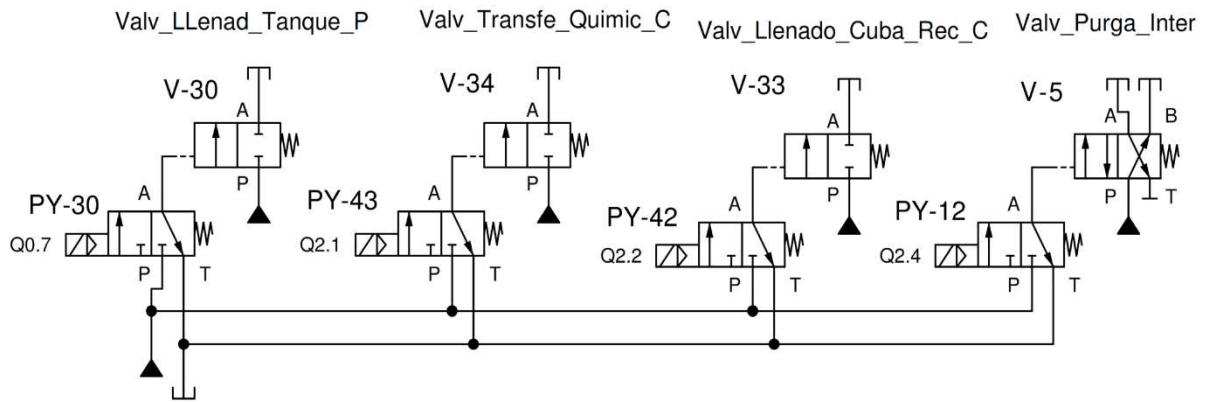 Valv_LLenad_Tanque_P
Valv_Transfe_Quimic_C
Valv_Llenado_Cuba_Rec_C
Valv_Purga_Inter
V-30
A
P
V-34
A
P
V-33
A
P
V-5
A
B
P
T
PY-30
A
Q0.7
P
T
PY-43
A
Q2.1
P
T
PY-42
A
Q2.2
P
T
PY-12
A
Q2.4
P
T